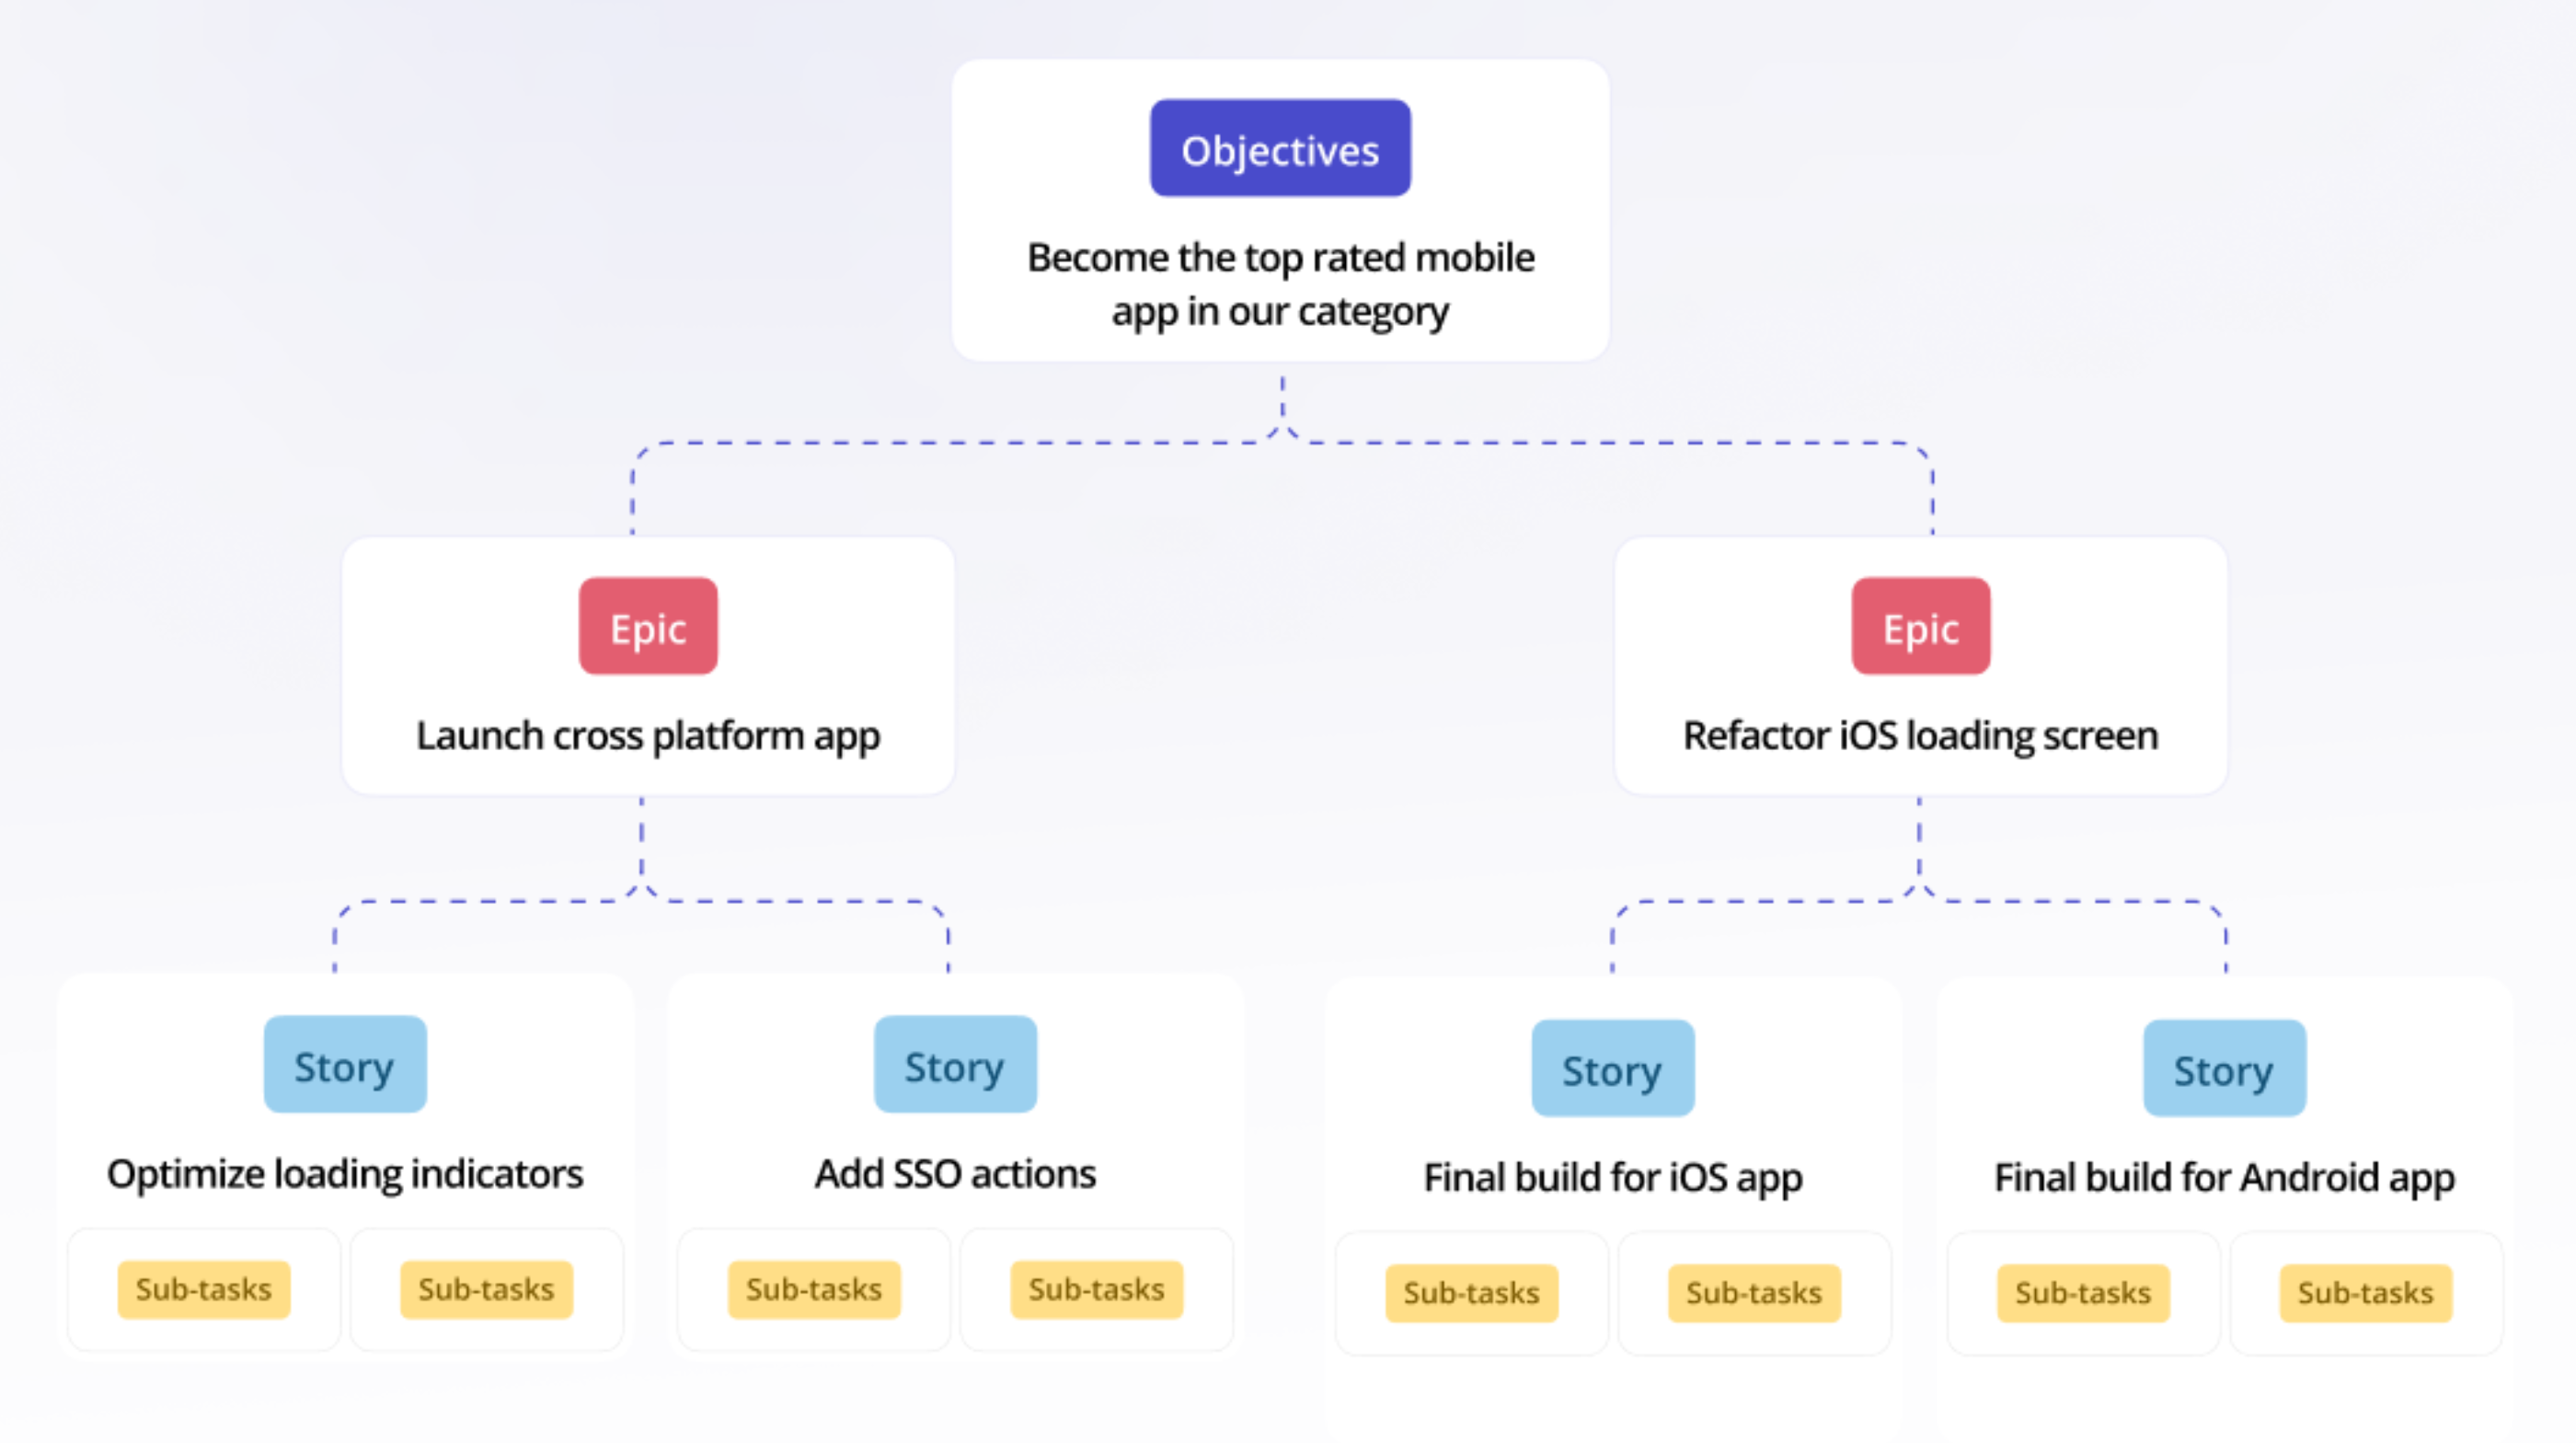 Objectives
Become the top rated mobile
app in our category
Epic
Launch cross platform app
Epic
Refactor iOS loading screen
Story
Optimize loading indicators
Sub-tasks
Sub-tasks
Story
Add SSO actions
Sub-tasks
Sub-tasks
Story
Final build for iOS app
Sub-tasks
Sub-tasks
Story
Final build for Android app
Sub-tasks
Sub-tasks